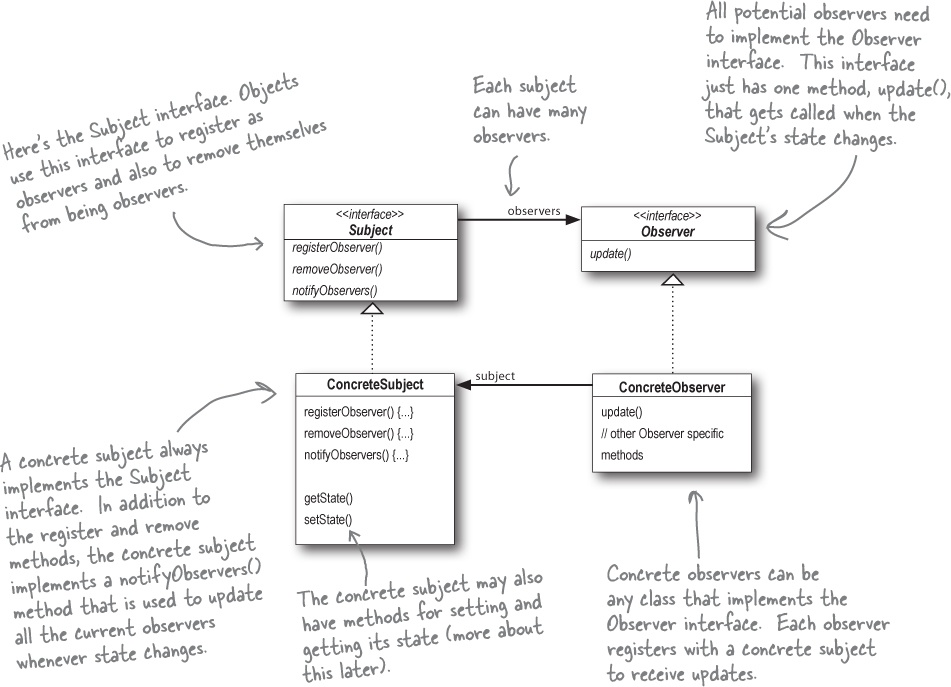 All potential observers need
to implement the Observer
interface. This interface
just has one method, update(),
that gets called when the
Subject's state changes.
Each subject
can have many
observers.
Here's the Subject interface. Objects
use this interface to register as
observers and also to remove themselves
from being observers.
<<interface>>
Subject
registerObserver()
removeObserver()
notifyObservers()
observers
<<interface>>
Observer
update()
ConcreteSubject
registerObserver() {...}
removeObserver() {...}
notifyObservers() {...}
getState()
setState()
subject
ConcreteObserver
update()
// other Observer specific
methods
A concrete subject always
implements the Subject
interface. In addition to
the register and remove
methods, the concrete subject
implements a notifyObservers()
method that is used to update
all the current observers
whenever state changes.
The concrete subject may also
have methods for setting and
getting its state (more about
this later).
Concrete observers can be
any class that implements the
Observer interface. Each observer
registers with a concrete subject
to receive updates.